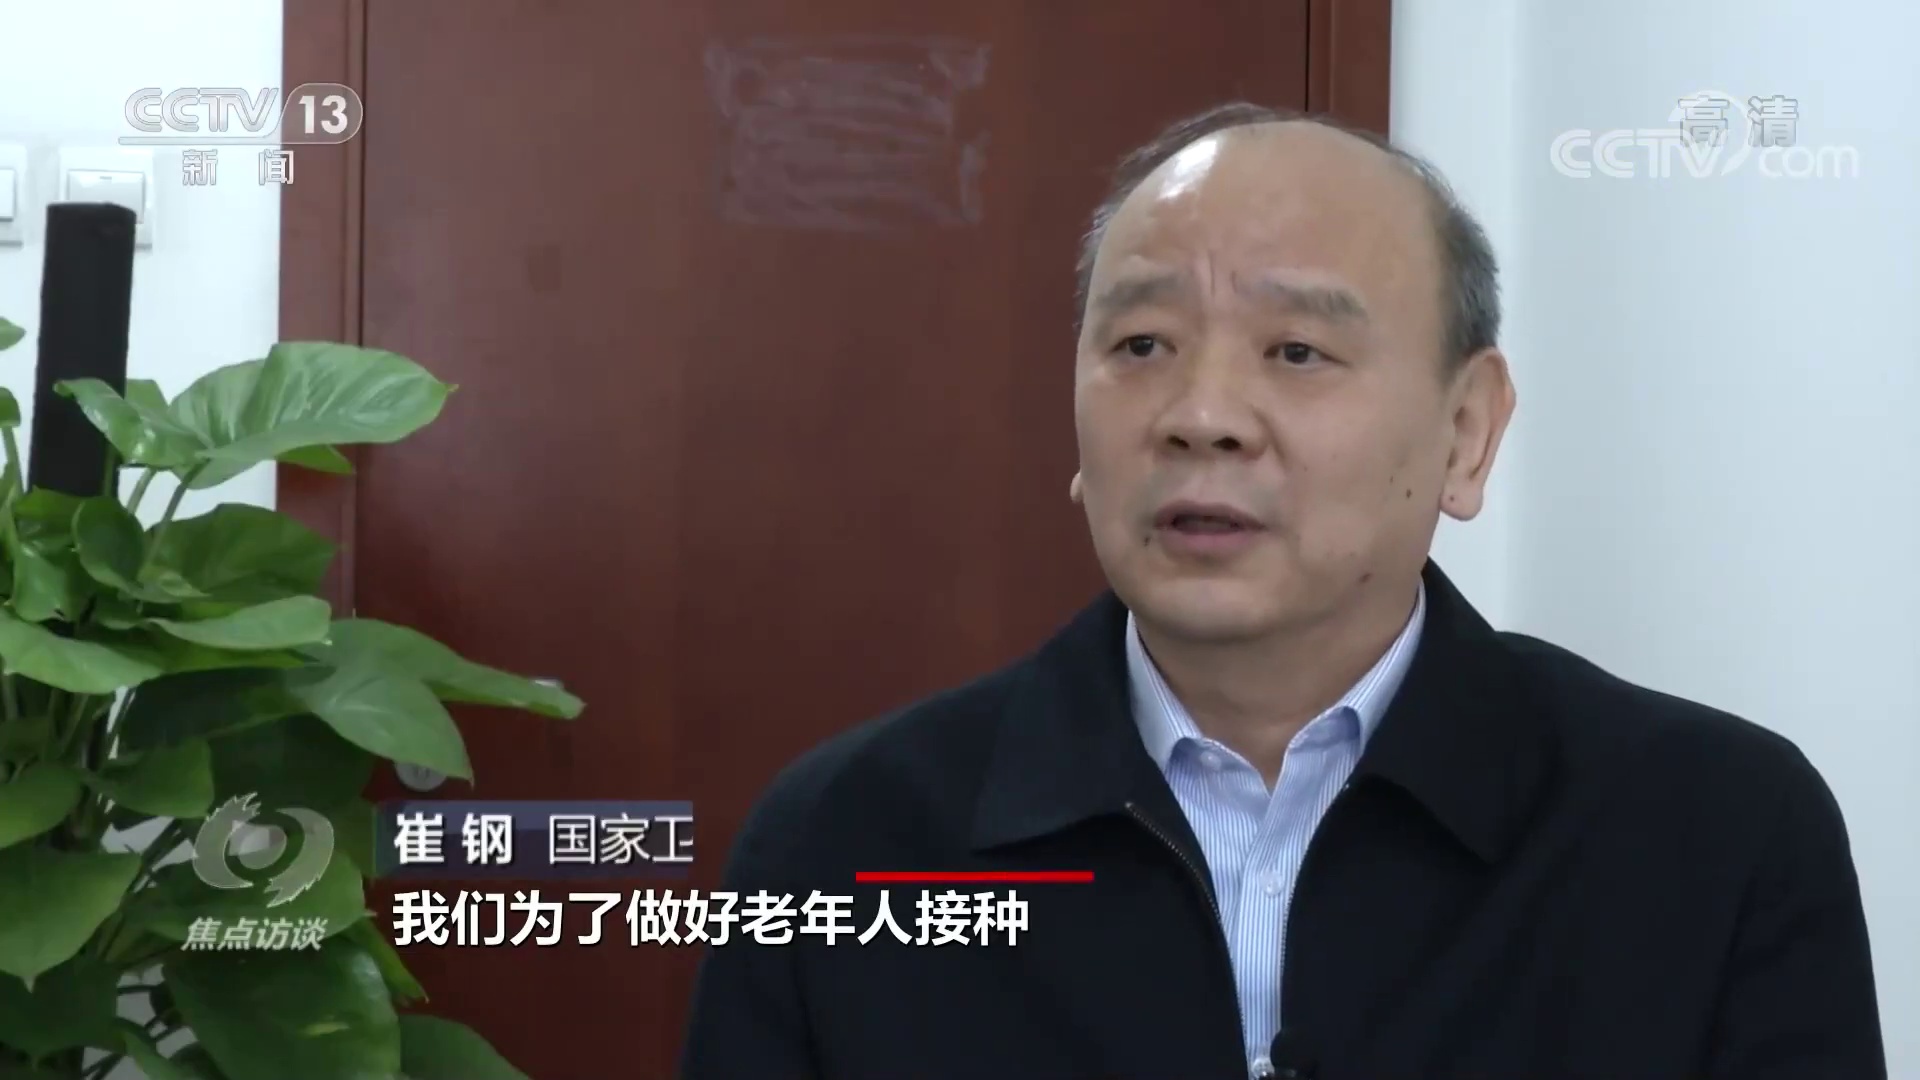 CCTV 13
新闻
高清
CCTV.com
崔钢 国家卫
我们为了做好老年人接种
焦点访谈